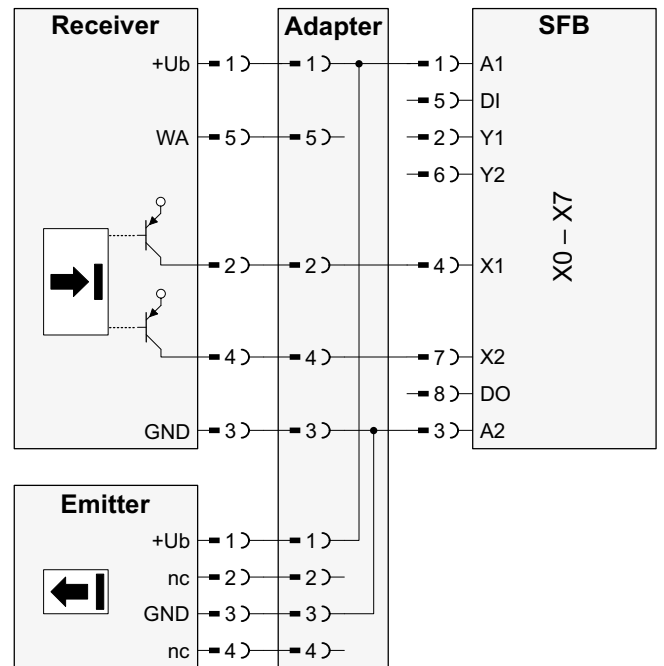 Receiver Adapter SFB
+Ub 1 1 1 A1
5 DI
WA 5 5 2 Y1
6 Y2
X0 – X7
2 2 4 X1
4 4 7 X2
8 DO
GND 3 3 3 A2
Emitter
+Ub 1 1
nc 2 2
GND 3 3
nc 4 4